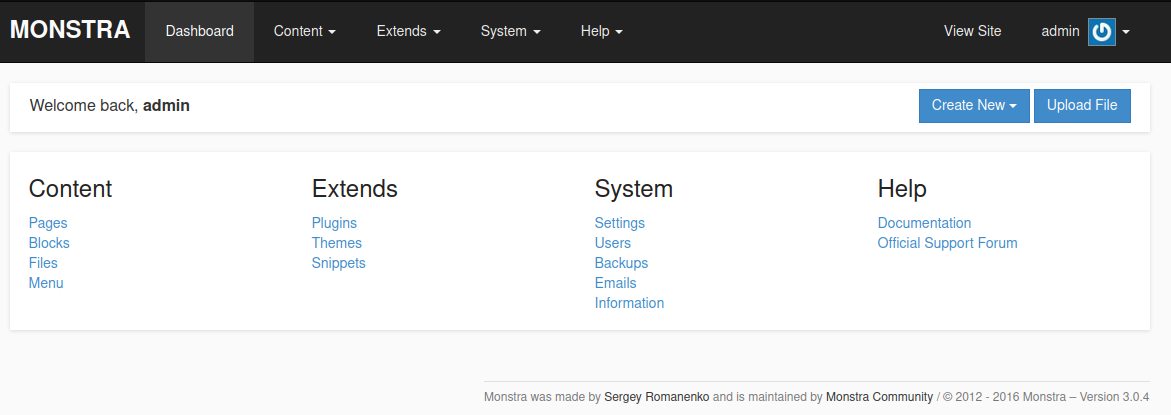 MONSTRA Dashboard Content Extends System Help View Site admin
Welcome back, admin Create New Upload File
Content Extends System Help
Pages Plugins Settings Documentation
Blocks Themes Users Official Support Forum
Files Snippets Backups
Menu Emails
Information
Monstra was made by Sergey Romanenko and is maintained by Monstra Community / © 2012 - 2016 Monstra – Version 3.0.4